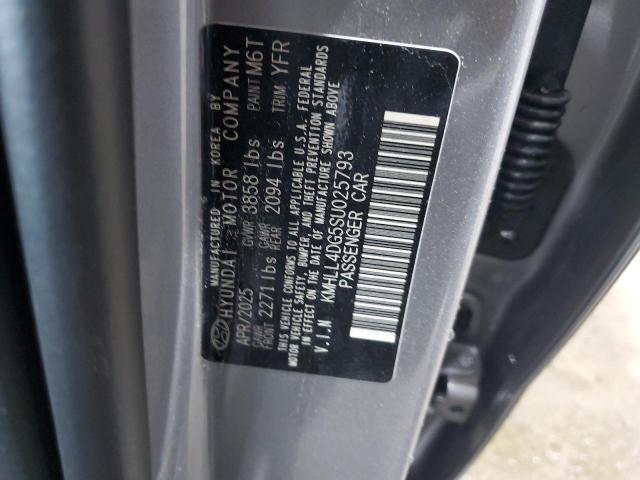 MANUFACTURED IN KOREA BY
HYUNDAI MOTOR COMPANY
APR/2025 GVWR 3858 lbs PAINT M6T
GAWR FRONT 2271 lbs GAWR REAR 2094 lbs TRIM YFR
THIS VEHICLE CONFORMS TO ALL APPLICABLE U.S.A. FEDERAL
MOTOR VEHICLE SAFETY, BUMPER, AND THEFT PREVENTION STANDARDS
IN EFFECT ON THE DATE OF MANUFACTURE SHOWN ABOVE
V.I.N KMHLL4DG5SU025793
PASSENGER CAR